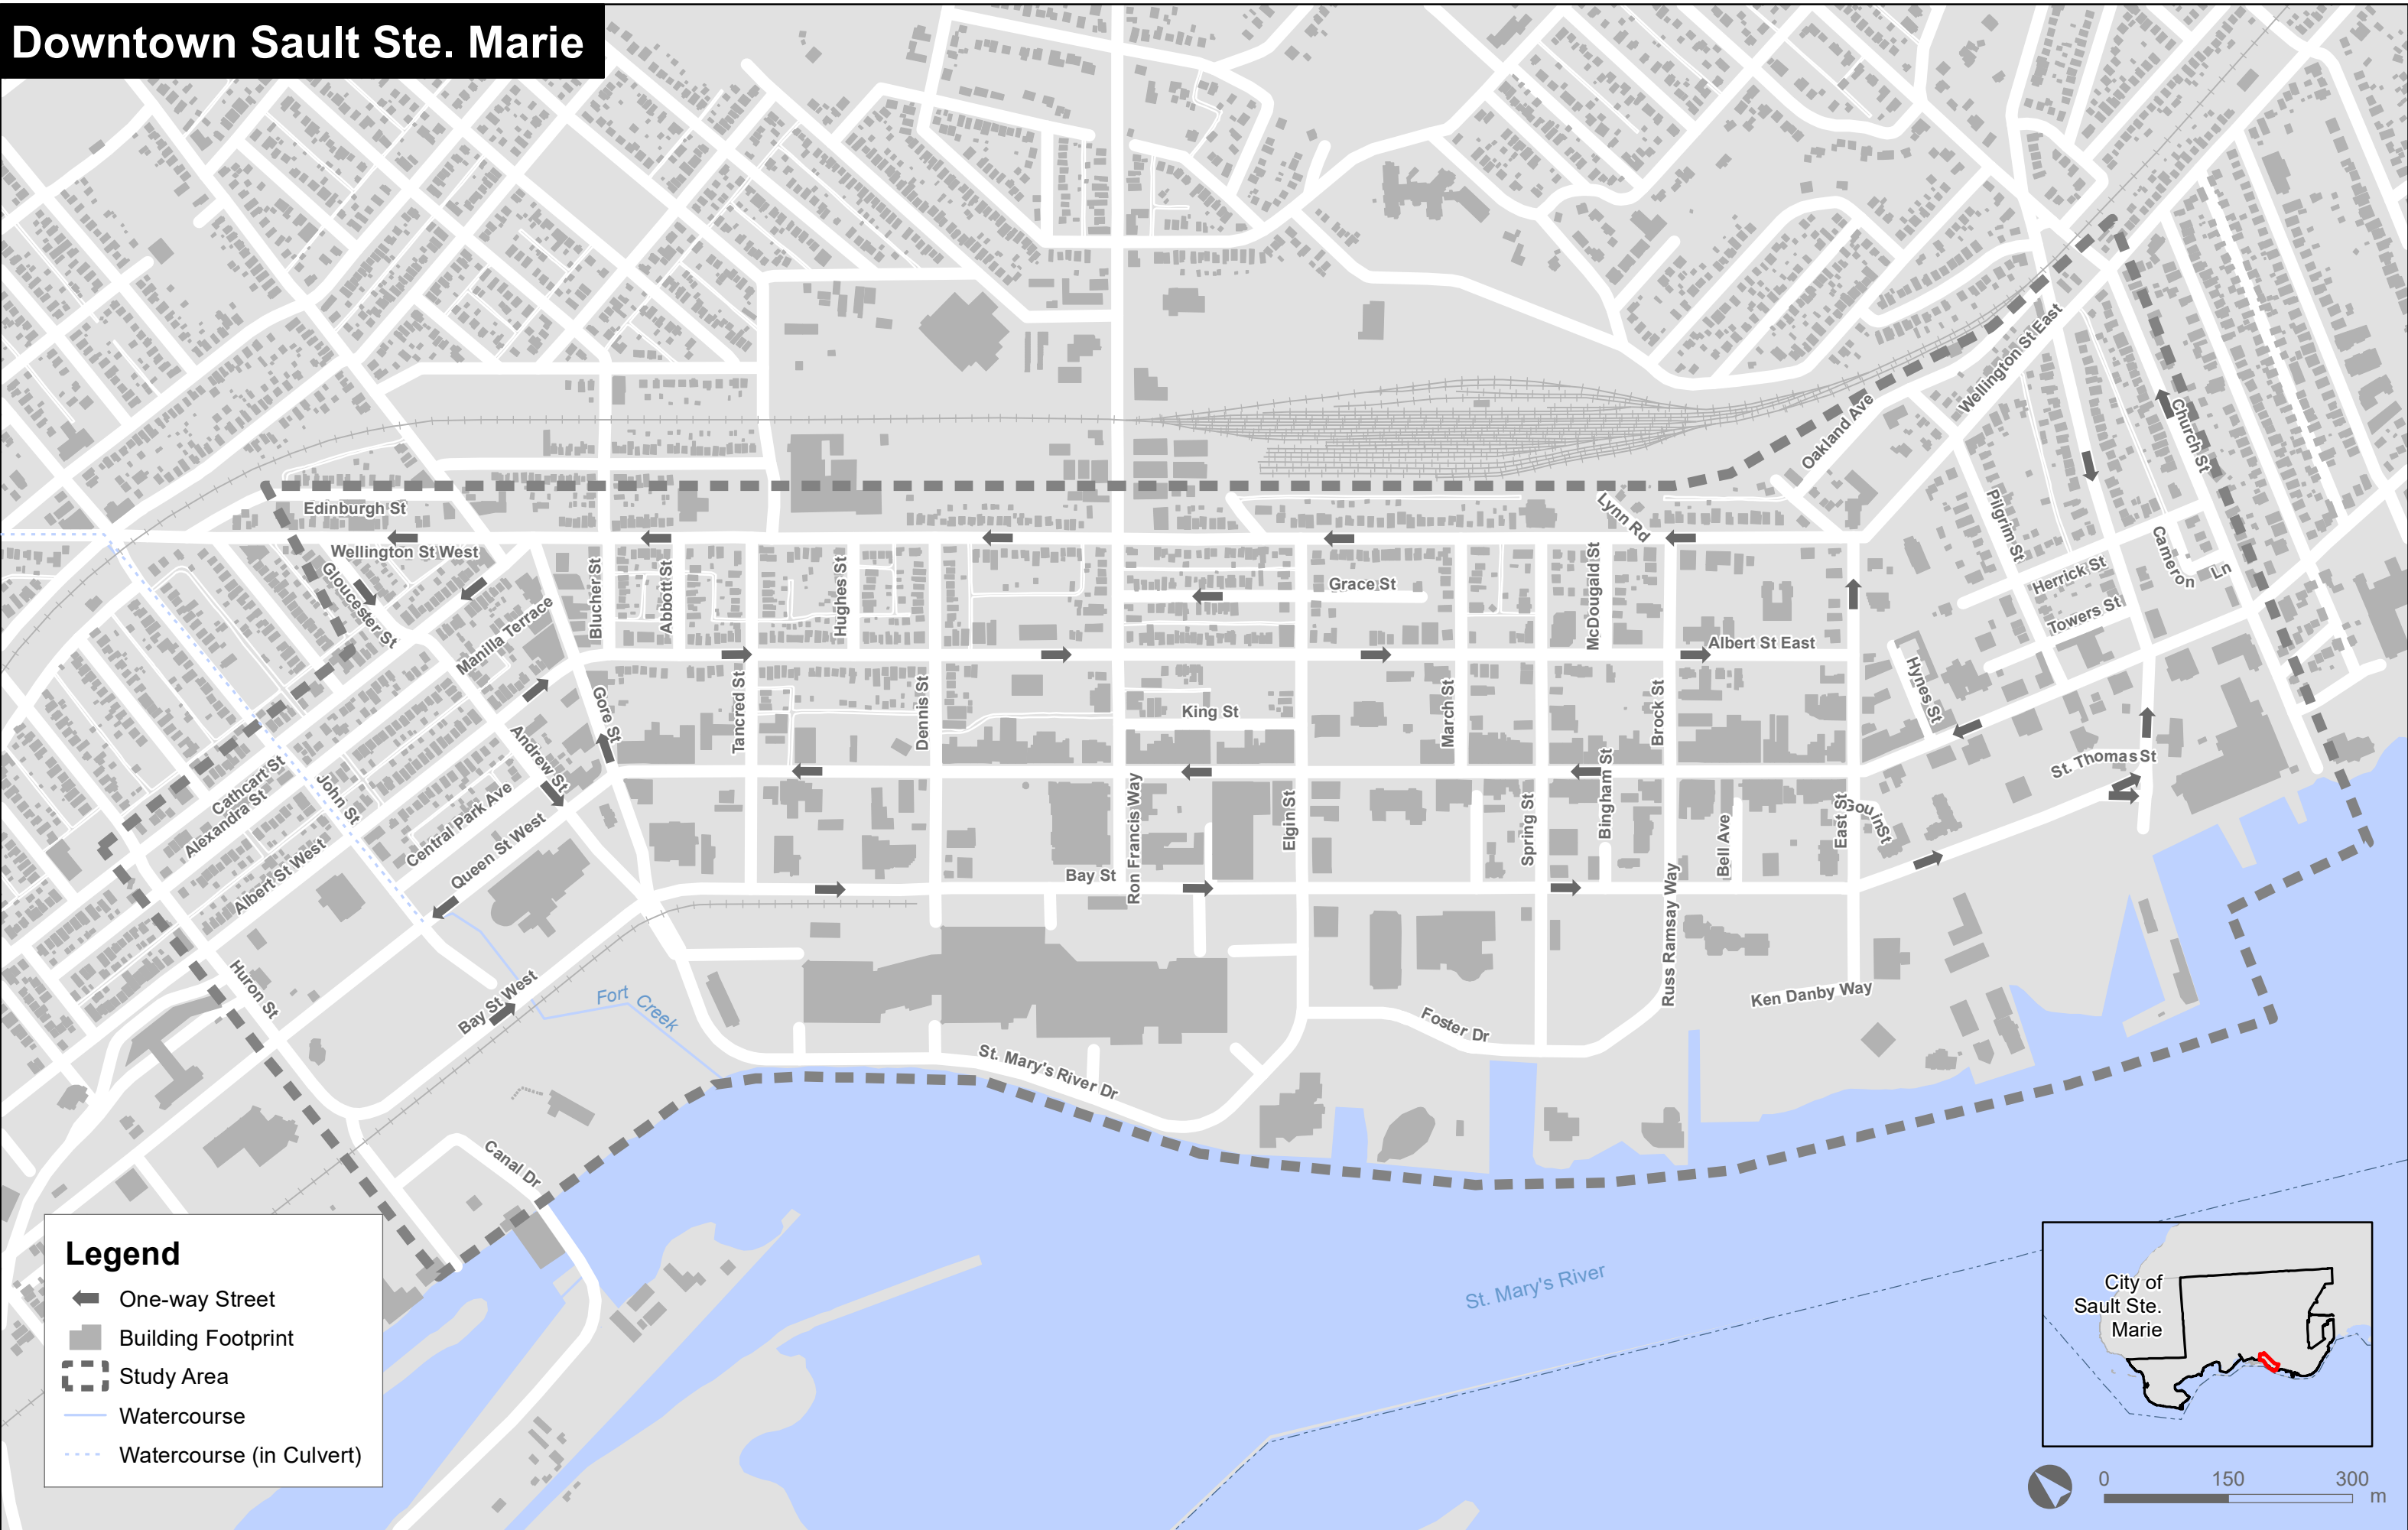 Downtown Sault Ste. Marie
Edinburgh St
Wellington St West
Gloucester St
Manilla Terrace
Blucher St
Abbott St
Hughes St
Grace St
Lynn Rd
McDougald St
Oakland Ave
Wellington St East
Church St
Pilgrim St
Herrick St
Cameron Ln
Towers St
Albert St East
Hynes St
Gore St
Tancred St
Dennis St
King St
March St
Brock St
Andrew St
Cathcart St
Alexandra St
John St
Central Park Ave
Queen St West
Albert St West
Ron Francis Way
Bay St
Elgin St
Spring St
Bingham St
Bell Ave
East St
Gouin St
St. Thomas St
Russ Ramsay Way
Ken Danby Way
Foster Dr
Huron St
Bay St West
Fort Creek
St. Mary's River Dr
Canal Dr
St. Mary's River
Legend
One-way Street
Building Footprint
Study Area
Watercourse
Watercourse (in Culvert)
City of
Sault Ste.
Marie
0 150 300
m